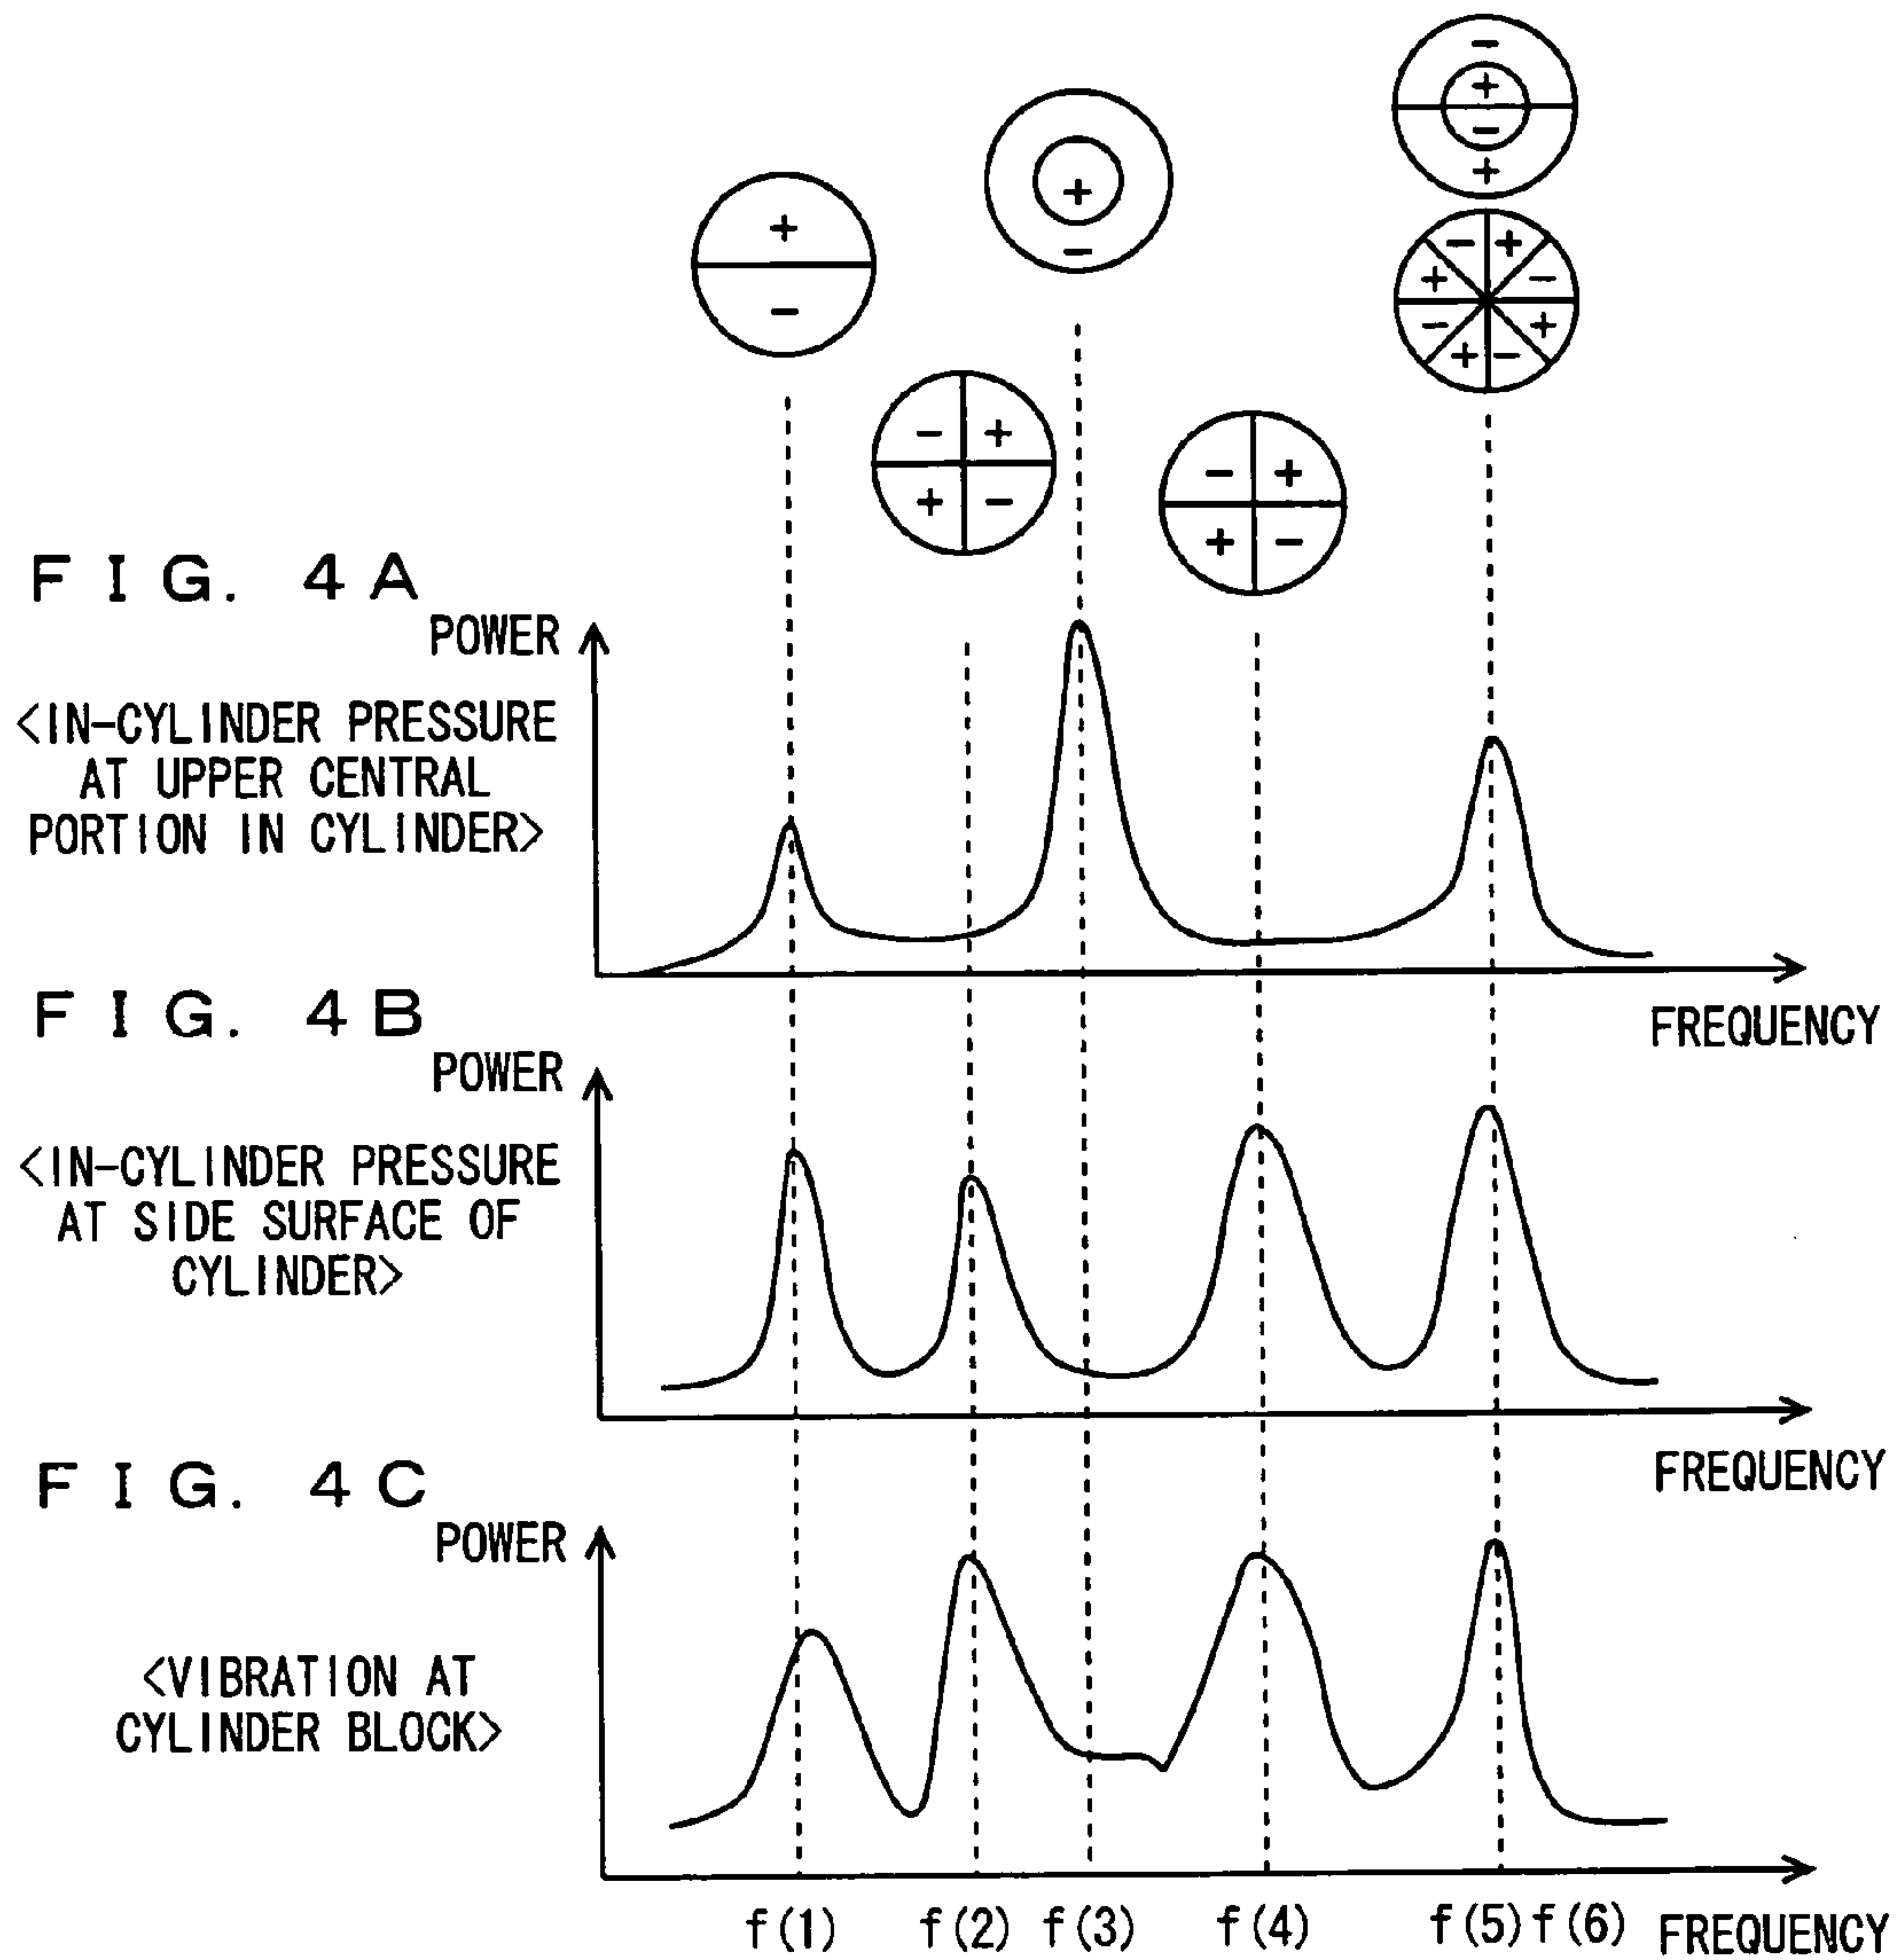 +
-
-
+
+
-
+
-
- +
+ -
- +
+ -
- +
+ -
- +
+ -
FIG. 4A
POWER
<IN-CYLINDER PRESSURE
AT UPPER CENTRAL
PORTION IN CYLINDER>
FREQUENCY
FIG. 4B
POWER
<IN-CYLINDER PRESSURE
AT SIDE SURFACE OF
CYLINDER>
FREQUENCY
FIG. 4C
POWER
<VIBRATION AT
CYLINDER BLOCK>
f(1) f(2) f(3) f(4) f(5) f(6) FREQUENCY